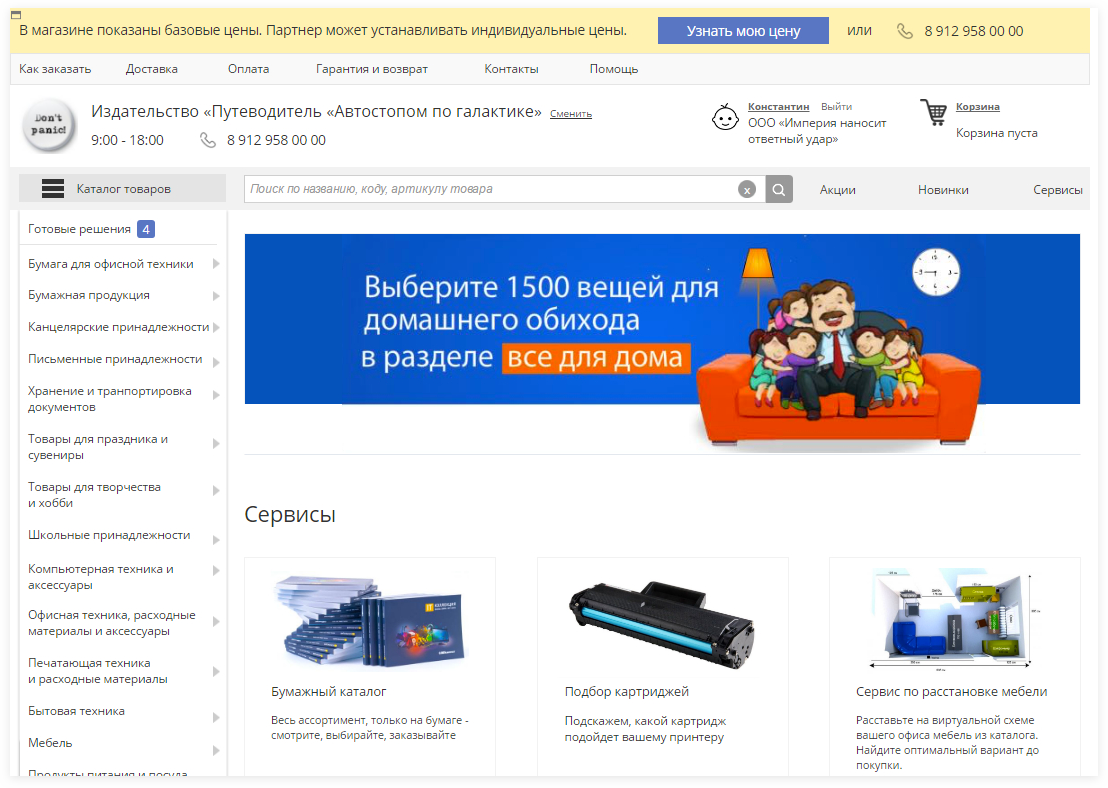 В магазине показаны базовые цены. Партнер может устанавливать индивидуальные цены.
Узнать мою цену
ИЛИ
8 912 958 00 00
Как заказать
Доставка
Оплата
Гарантия и возврат
Контакты
Помощь
Don't
panic!
Издательство «Путеводитель «Автостопом по галактике» Сменить
9:00 - 18:00
8 912 958 00 00
Константин Выйти
ООО «Империя наносит
ответный удар»
Корзина
Корзина пуста
Каталог товаров
Поиск по названию, коду, артикулу товара
x
Акции
Новинки
Сервисы
Готовые решения 4
Бумага для офисной техники
Бумажная продукция
Канцелярские принадлежности
Письменные принадлежности
Хранение и транпортировка
документов
Товары для праздника и
сувениры
Товары для творчества
и хобби
Школьные принадлежности
Компьютерная техника и
аксессуары
Офисная техника, расходные
материалы и аксессуары
Печатающая техника
и расходные материалы
Бытовая техника
Мебель
Продукты питания и посуда
Выберите 1500 вещей для
домашнего обихода
в разделе все для дома
Сервисы
Бумажный каталог
Весь ассортимент, только на бумаге -
смотрите, выбирайте, заказывайте
Подбор картриджей
Подскажем, какой картридж
подойдет вашему принтеру
Сервис по расстановке мебели
Расставьте на виртуальной схеме
вашего офиса мебель из каталога.
Найдите оптимальный вариант до
покупки.